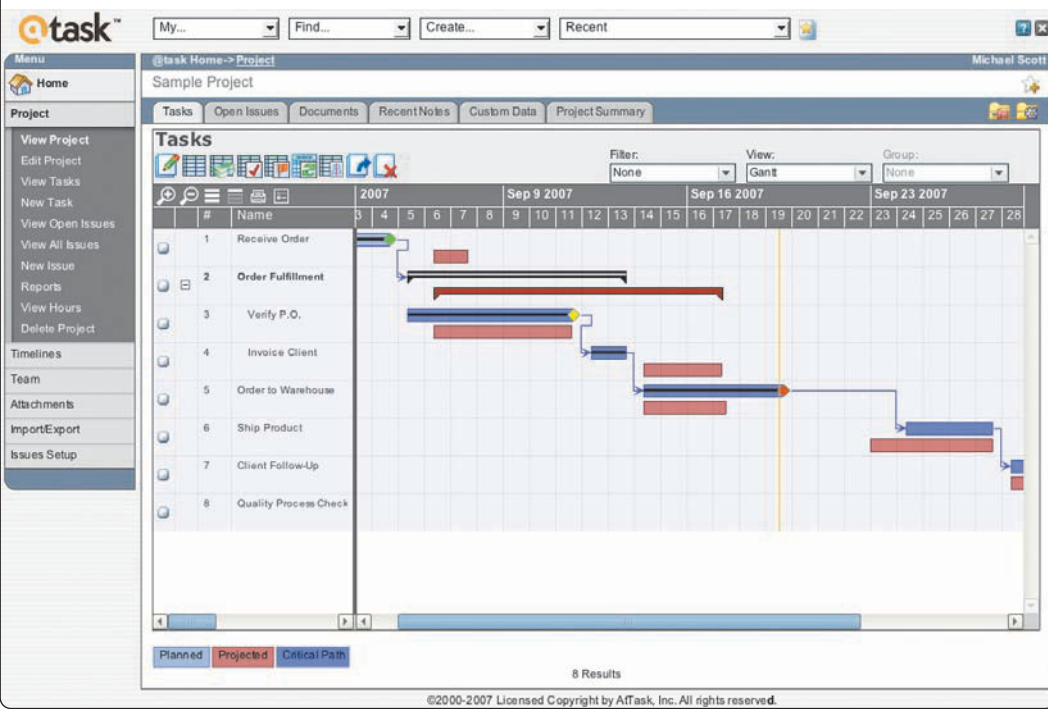 @task™
My... Find... Create... Recent
Menu
@task Home->Project Michael Scott
Home
Sample Project
Project
Tasks Open Issues Documents Recent Notes Custom Data Project Summary
View Project
Edit Project
View Tasks
New Task
View Open Issues
View All Issues
New Issue
Reports
View Hours
Delete Project
Timelines
Team
Attachments
Import/Export
Issues Setup
Tasks
Filter: View: Group:
None Gantt None
2007 Sep 9 2007 Sep 16 2007 Sep 23 2007
# Name 3 4 5 6 7 8 9 10 11 12 13 14 15 16 17 18 19 20 21 22 23 24 25 26 27 28
1 Receive Order
2 Order Fulfillment
3 Verify P.O.
4 Invoice Client
5 Order to Warehouse
6 Ship Product
7 Client Follow-Up
8 Quality Process Check
Planned Projected Critical Path
8 Results
©2000-2007 Licensed Copyright by AtTask, Inc. All rights reserved.